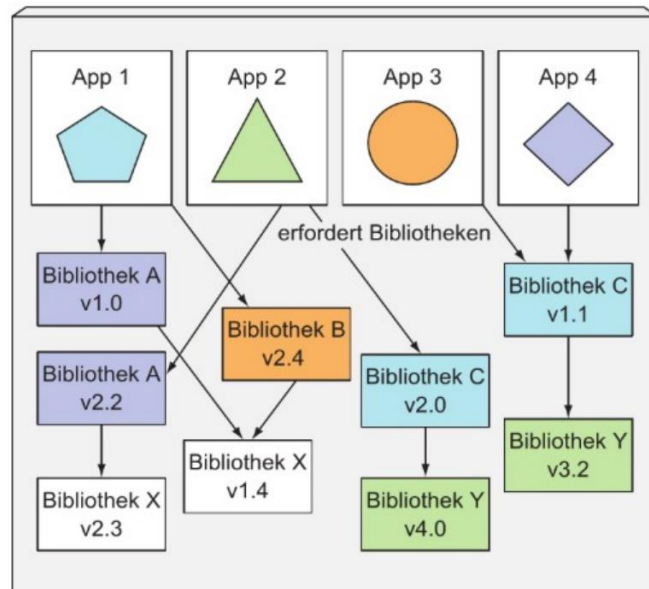 App 1
App 2
App 3
App 4
erfordert Bibliotheken
Bibliothek A
v1.0
Bibliothek B
v2.4
Bibliothek C
v1.1
Bibliothek A
v2.2
Bibliothek C
v2.0
Bibliothek X
v1.4
Bibliothek Y
v3.2
Bibliothek X
v2.3
Bibliothek Y
v4.0